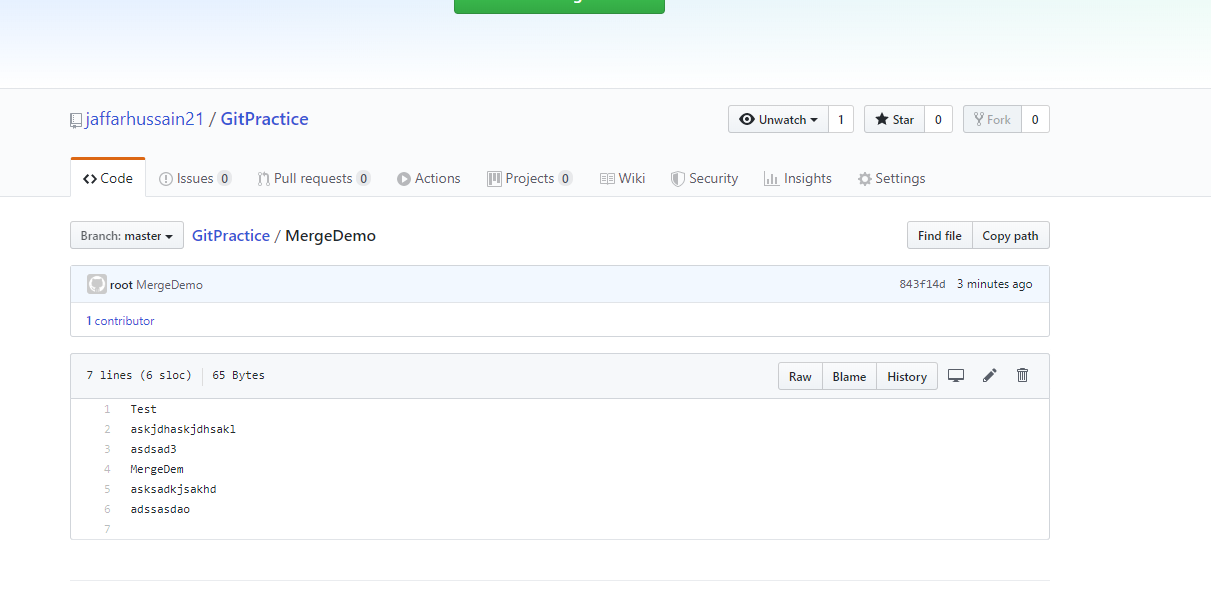 jaffarhussain21 / GitPractice Unwatch 1 Star 0 Fork 0
Code Issues 0 Pull requests 0 Actions Projects 0 Wiki Security Insights Settings
Branch: master GitPractice / MergeDemo Find file Copy path
root MergeDemo 843f14d 3 minutes ago
1 contributor
7 lines (6 sloc) 65 Bytes Raw Blame History
1 Test
2 askjdhaskjdhsakl
3 asdsad3
4 MergeDem
5 asksadkjsakhd
6 adssasdao
7